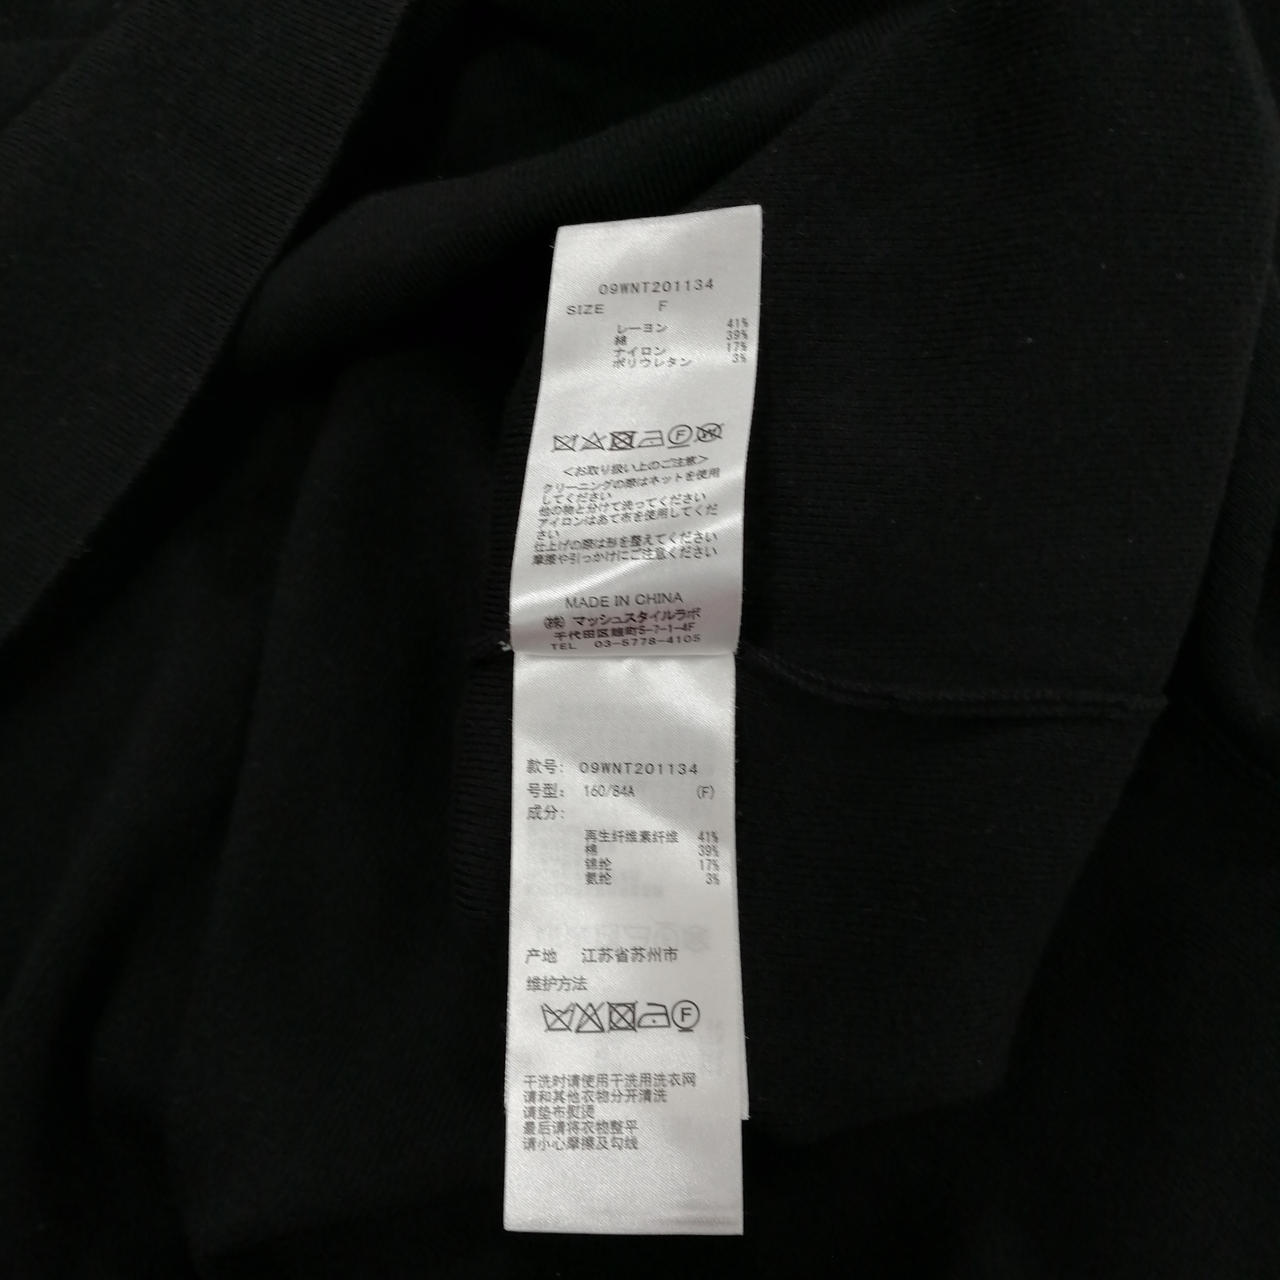 09WNT201134
SIZE F
レーヨン 41%
綿 39%
ナイロン 17%
ポリウレタン 3%
F W
<お取り扱い上のご注意>
クリーニングの際はネットを使用
してください
他の物と分けて洗ってください
アイロンはあて布を使用してくだ
さい
仕上げの際は形を整えてください
摩擦や引っかけにご注意ください
MADE IN CHINA
㈱ マッシュスタイルラボ
千代田区麹町5-7-1-4F
TEL 03-5778-4105
款号: 09WNT201134
号型: 160/84A (F)
成分:
再生纤维素纤维 41%
棉 39%
锦纶 17%
氨纶 3%
产地 江苏省苏州市
维护方法
F
干洗时请使用干洗用洗衣网
请和其他衣物分开清洗
请垫布熨烫
最后请将衣物整平
请小心摩擦及勾线